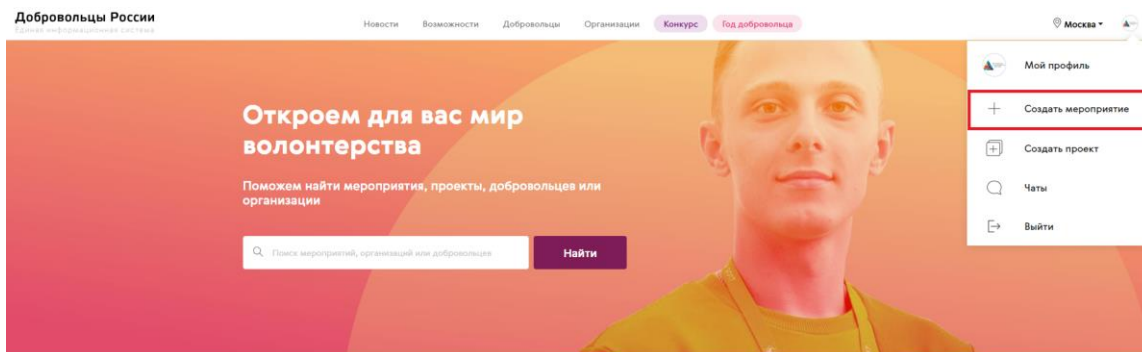 Добровольцы России
Единая информационная система
Новости Возможности Добровольцы Организации Конкурс Год добровольца
Москва
Мой профиль
Создать мероприятие
Создать проект
Чаты
Выйти
Откроем для вас мир
волонтерства
Поможем найти мероприятия, проекты, добровольцев или
организации
Поиск мероприятий, организаций или добровольцев
Найти